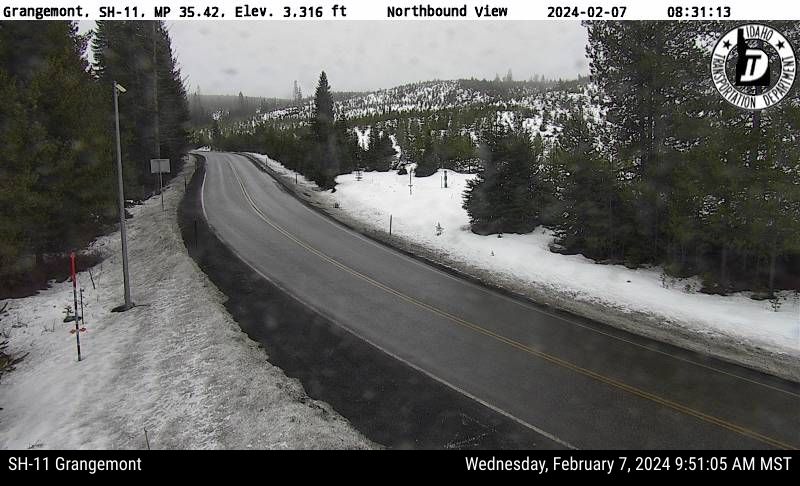 Grangemont, SH-11, MP 35.42, Elev. 3,316 ft Northbound View 2024-02-07 08:31:13
IDAHO
TRANSPORTATION DEPARTMENT
SH-11 Grangemont Wednesday, February 7, 2024 9:51:05 AM MST